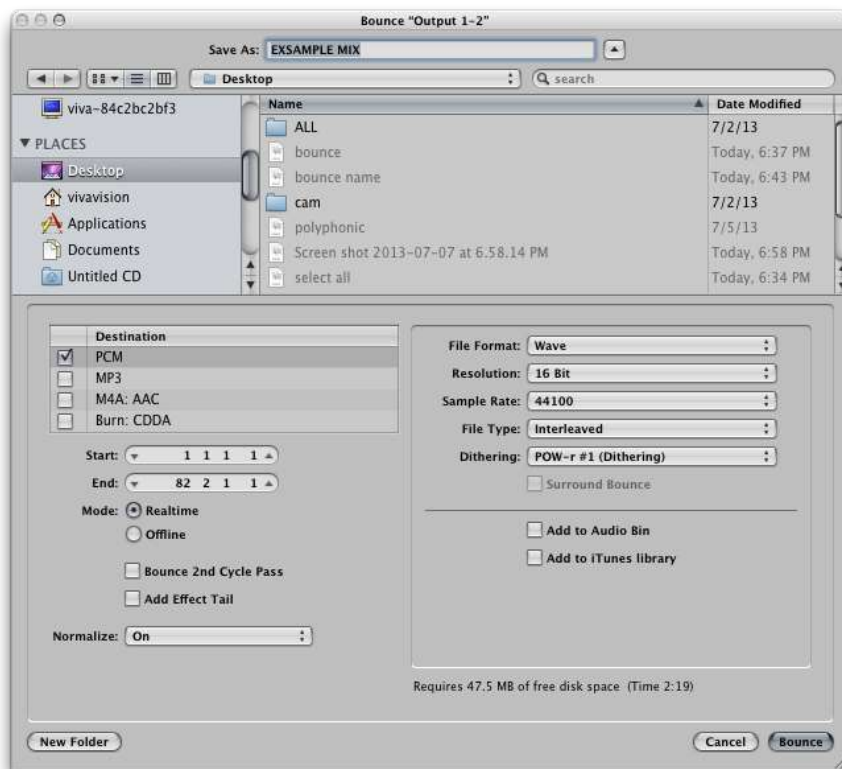 Bounce "Output 1-2"
Save As: EXSAMPLE MIX
Desktop
search
viva-84c2bc2bf3
PLACES
Desktop
vivavision
Applications
Documents
Untitled CD
Name Date Modified
ALL 7/2/13
bounce Today, 6:37 PM
bounce name Today, 6:43 PM
cam 7/2/13
polyphonic 7/5/13
Screen shot 2013-07-07 at 6.58.14 PM Today, 6:58 PM
select all Today, 6:34 PM
Destination
PCM
MP3
M4A: AAC
Burn: CDDA
Start: 1 1 1 1
End: 82 2 1 1
Mode: Realtime
Offline
Bounce 2nd Cycle Pass
Add Effect Tail
Normalize: On
File Format: Wave
Resolution: 16 Bit
Sample Rate: 44100
File Type: Interleaved
Dithering: POW-r #1 (Dithering)
Surround Bounce
Add to Audio Bin
Add to iTunes library
Requires 47.5 MB of free disk space (Time 2:19)
New Folder
Cancel
Bounce